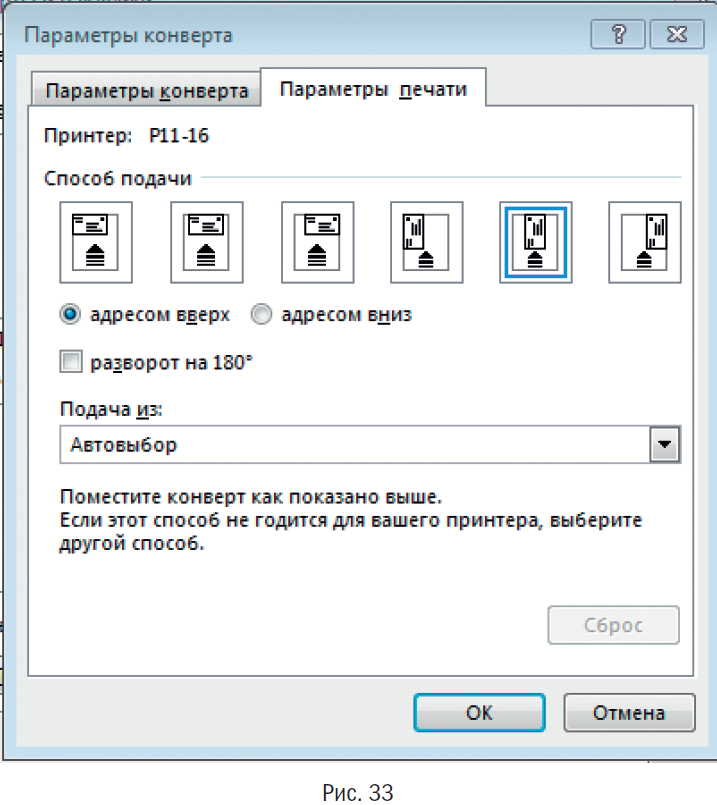 Параметры конверта
Параметры конверта Параметры печати
Принтер: P11-16
Способ подачи
адресом вверх адресом вниз
разворот на 180°
Подача из:
Автовыбор
Поместите конверт как показано выше.
Если этот способ не годится для вашего принтера, выберите
другой способ.
Сброс
ОК Отмена
Рис. 33